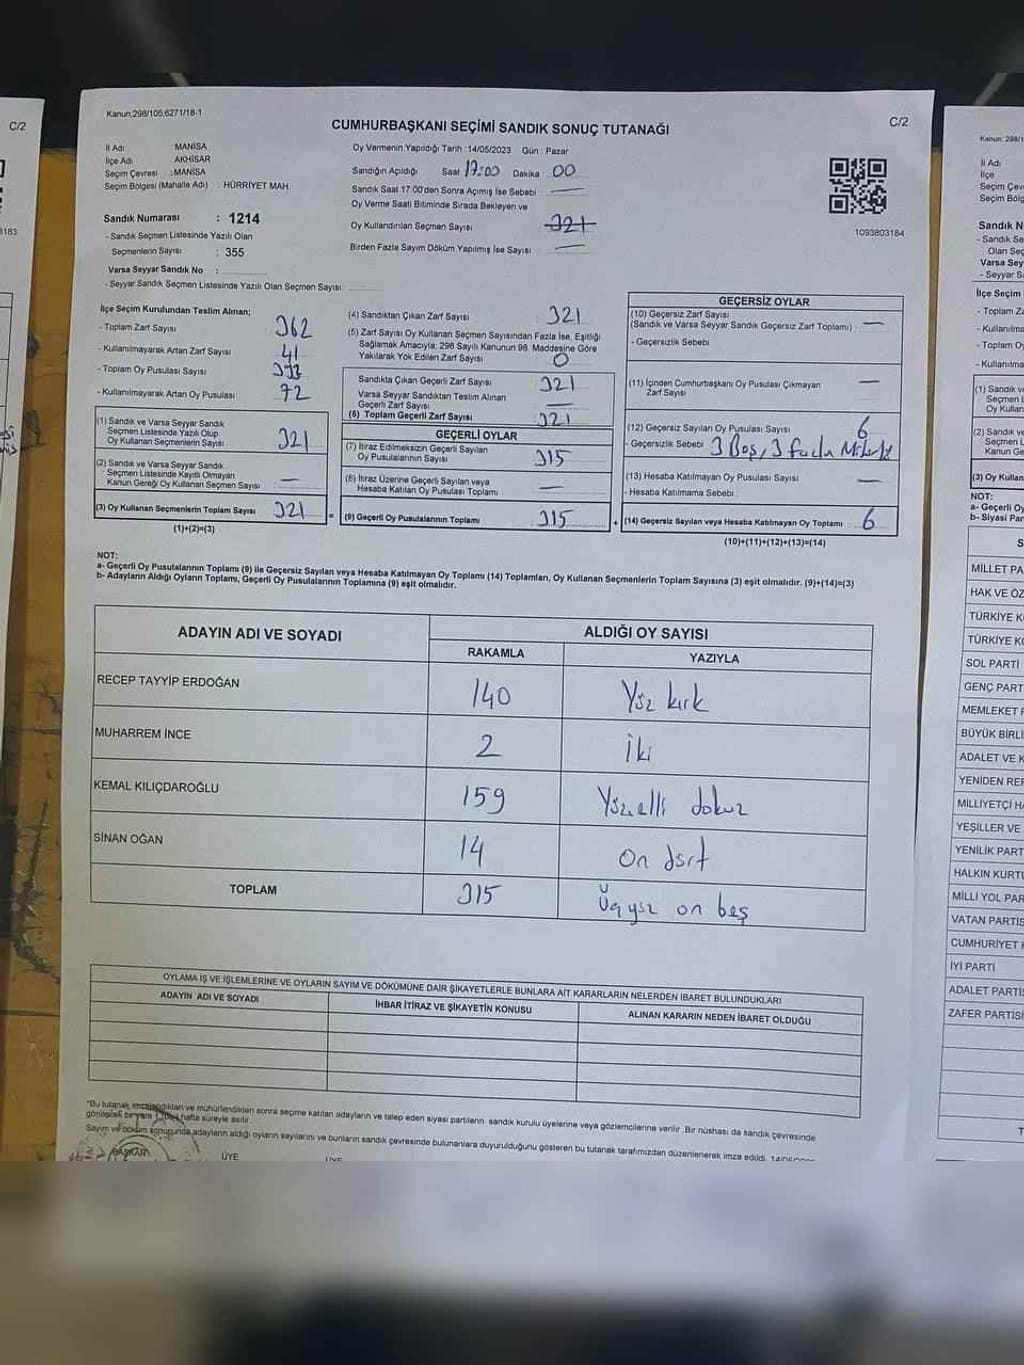 Kanun,298/105,6271/18-1
C/2
CUMHURBAŞKANI SEÇİMİ SANDIK SONUÇ TUTANAĞI
İl Adı MANİSA
İlçe Adı AKHİSAR
Seçim Çevresi :MANİSA
Seçim Bölgesi (Mahalle Adı) : HÜRRİYET MAH.
Sandık Numarası : 1214
- Sandık Seçmen Listesinde Yazılı Olan
Seçmenlerin Sayısı : 355
Varsa Seyyar Sandık No :
- Seyyar Sandık Seçmen Listesinde Yazılı Olan Seçmen Sayısı:
Oy Vermenin Yapıldığı Tarih :14/05/2023 Gün : Pazar
Sandığın Açıldığı Saat 17:00 Dakika 00
Sandık Saat 17.00'den Sonra Açımış İse Sebebi —
Oy Verme Saati Bitiminde Sırada Bekleyen ve
Oy Kullandırılan Seçmen Sayısı 321
Birden Fazla Sayım Döküm Yapılmış İse Sayısı —
1093803184
İlçe Seçim Kurulundan Teslim Alınan;
- Toplam Zarf Sayısı 362
- Kullanılmayarak Artan Zarf Sayısı 41
- Toplam Oy Pusulası Sayısı
- Kullanılmayarak Artan Oy Pusulası 72
(1) Sandık ve Varsa Seyyar Sandık
Seçmen Listesinde Yazılı Olup
Oy Kullanan Seçmenlerin Sayısı 321
(2) Sandık ve Varsa Seyyar Sandık
Seçmen Listesinde Kayıtlı Olmayan
Kanun Gereği Oy Kullanan Seçmen Sayısı —
(3) Oy Kullanan Seçmenlerin Toplam Sayısı 321
(1)+(2)=(3)
(4) Sandıktan Çıkan Zarf Sayısı 321
(5) Zarf Sayısı Oy Kullanan Seçmen Sayısından Fazla İse, Eşitliği
Sağlamak Amacıyla; 298 Sayılı Kanunun 98. Maddesine Göre
Yakılarak Yok Edilen Zarf Sayısı 0
Sandıkta Çıkan Geçerli Zarf Sayısı 321
Varsa Seyyar Sandıktan Teslim Alınan
Geçerli Zarf Sayısı —
(6) Toplam Geçerli Zarf Sayısı 321
GEÇERLİ OYLAR
(7) İtiraz Edilmeksizin Geçerli Sayılan
Oy Pusulalarının Sayısı 315
(8) İtiraz Üzerine Geçerli Sayılan veya
Hesaba Katılan Oy Pusulası Toplamı —
(9) Geçerli Oy Pusulalarının Toplamı 315
GEÇERSİZ OYLAR
(10) Geçersiz Zarf Sayısı
(Sandık ve Varsa Seyyar Sandık Geçersiz Zarf Toplamı) : —
- Geçersizlik Sebebi
(11) İçinden Cumhurbaşkanı Oy Pusulası Çıkmayan
Zarf Sayısı —
(12) Geçersiz Sayılan Oy Pusulası Sayısı 6
Geçersizlik Sebebi 3 Boş, 3 fazla
(13) Hesaba Katılmayan Oy Pusulası Sayısı —
- Hesaba Katılmama Sebebi
(14) Geçersiz Sayılan veya Hesaba Katılmayan Oy Toplamı 6
(10)+(11)+(12)+(13)=(14)
NOT:
a- Geçerli Oy Pusulalarının Toplamı (9) ile Geçersiz Sayılan veya Hesaba Katılmayan Oy Toplamı (14) Toplamları, Oy Kullanan Seçmenlerin Toplam Sayısına (3) eşit olmalıdır. (9)+(14)=(3)
b- Adayların Aldığı Oyların Toplamı, Geçerli Oy Pusulalarının Toplamına (9) eşit olmalıdır.
ADAYIN ADI VE SOYADI
ALDIĞI OY SAYISI
RAKAMLA
YAZIYLA
RECEP TAYYİP ERDOĞAN 140 Yüz kırk
MUHARREM İNCE 2 İki
KEMAL KILIÇDAROĞLU 159 Yüzelli dokuz
SİNAN OĞAN 14 On dört
TOPLAM 315 Üçyüz on beş
OYLAMA İŞ VE İŞLEMLERİNE VE OYLARIN SAYIM VE DÖKÜMÜNE DAİR ŞİKAYETLERLE BUNLARA AİT KARARLARIN NELERDEN İBARET BULUNDUKLARI
ADAYIN ADI VE SOYADI
İHBAR İTİRAZ VE ŞİKAYETİN KONUSU
ALINAN KARARIN NEDEN İBARET OLDUĞU
"Bu tutanak imzalandıktan ve mühürlendikten sonra seçime katılan adayların ve talep eden siyasi partilerin sandık kurulu üyelerine veya gözlemcilerine verilir. Bir nüshası da sandık çevresinde
görülecek bir yere 1 (bir) hafta süreyle asılır.
Sayım ve döküm sonucunda adayların aldığı oyların sayılarını ve bunların sandık çevresinde bulunanlara duyurulduğunu gösteren bu tutanak tarafımızdan düzenlenerek imza edildi.
BAŞKAN
ÜYE
ÜYE
C/2
Kanun: 298/1
İl Adı
İlçe
Seçim Çev
Seçim Bölg
Sandık N
- Sandık Se
Olan Seç
Varsa Sey
- Seyyar S
İlçe Seçim
- Toplam Za
- Kullanılma
- Toplam O
- Kullanılma
(1) Sandık v
Seçmen L
Oy Kullan
(2) Sandık ve
Seçmen L
Kanun Ge
(3) Oy Kullan
NOT:
a- Geçerli Oy
b- Siyasi Par
S
MİLLET PA
HAK VE ÖZ
TÜRKİYE K
TÜRKİYE KO
SOL PARTİ
GENÇ PART
MEMLEKET P
BÜYÜK BİRLİ
ADALET VE K
YENİDEN REF
MİLLİYETÇİ HA
YEŞİLLER VE
YENİLİK PART
HALKIN KURTU
MİLLİ YOL PAR
VATAN PARTİS
CUMHURİYET H
İYİ PARTİ
ADALET PARTİS
ZAFER PARTİSİ
T